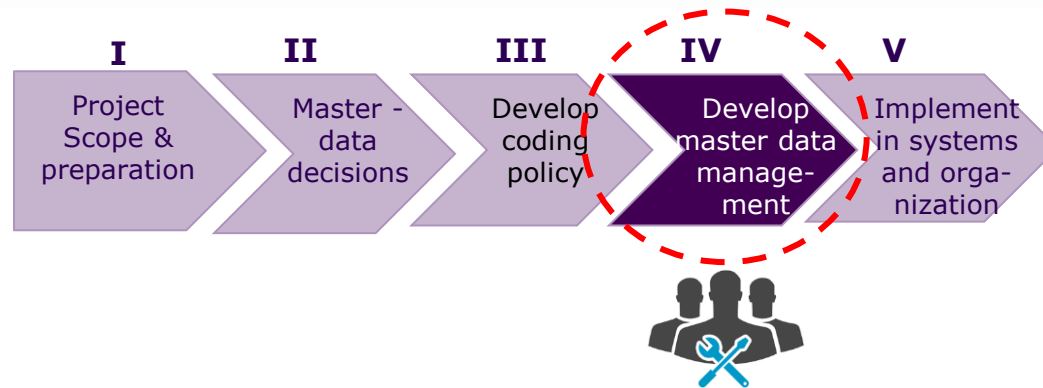 I
II
III
IV
V
Project
Scope &
preparation
Master -
data
decisions
Develop
coding
policy
Develop
master data
manage-
ment
Implement
in systems
and orga-
nization